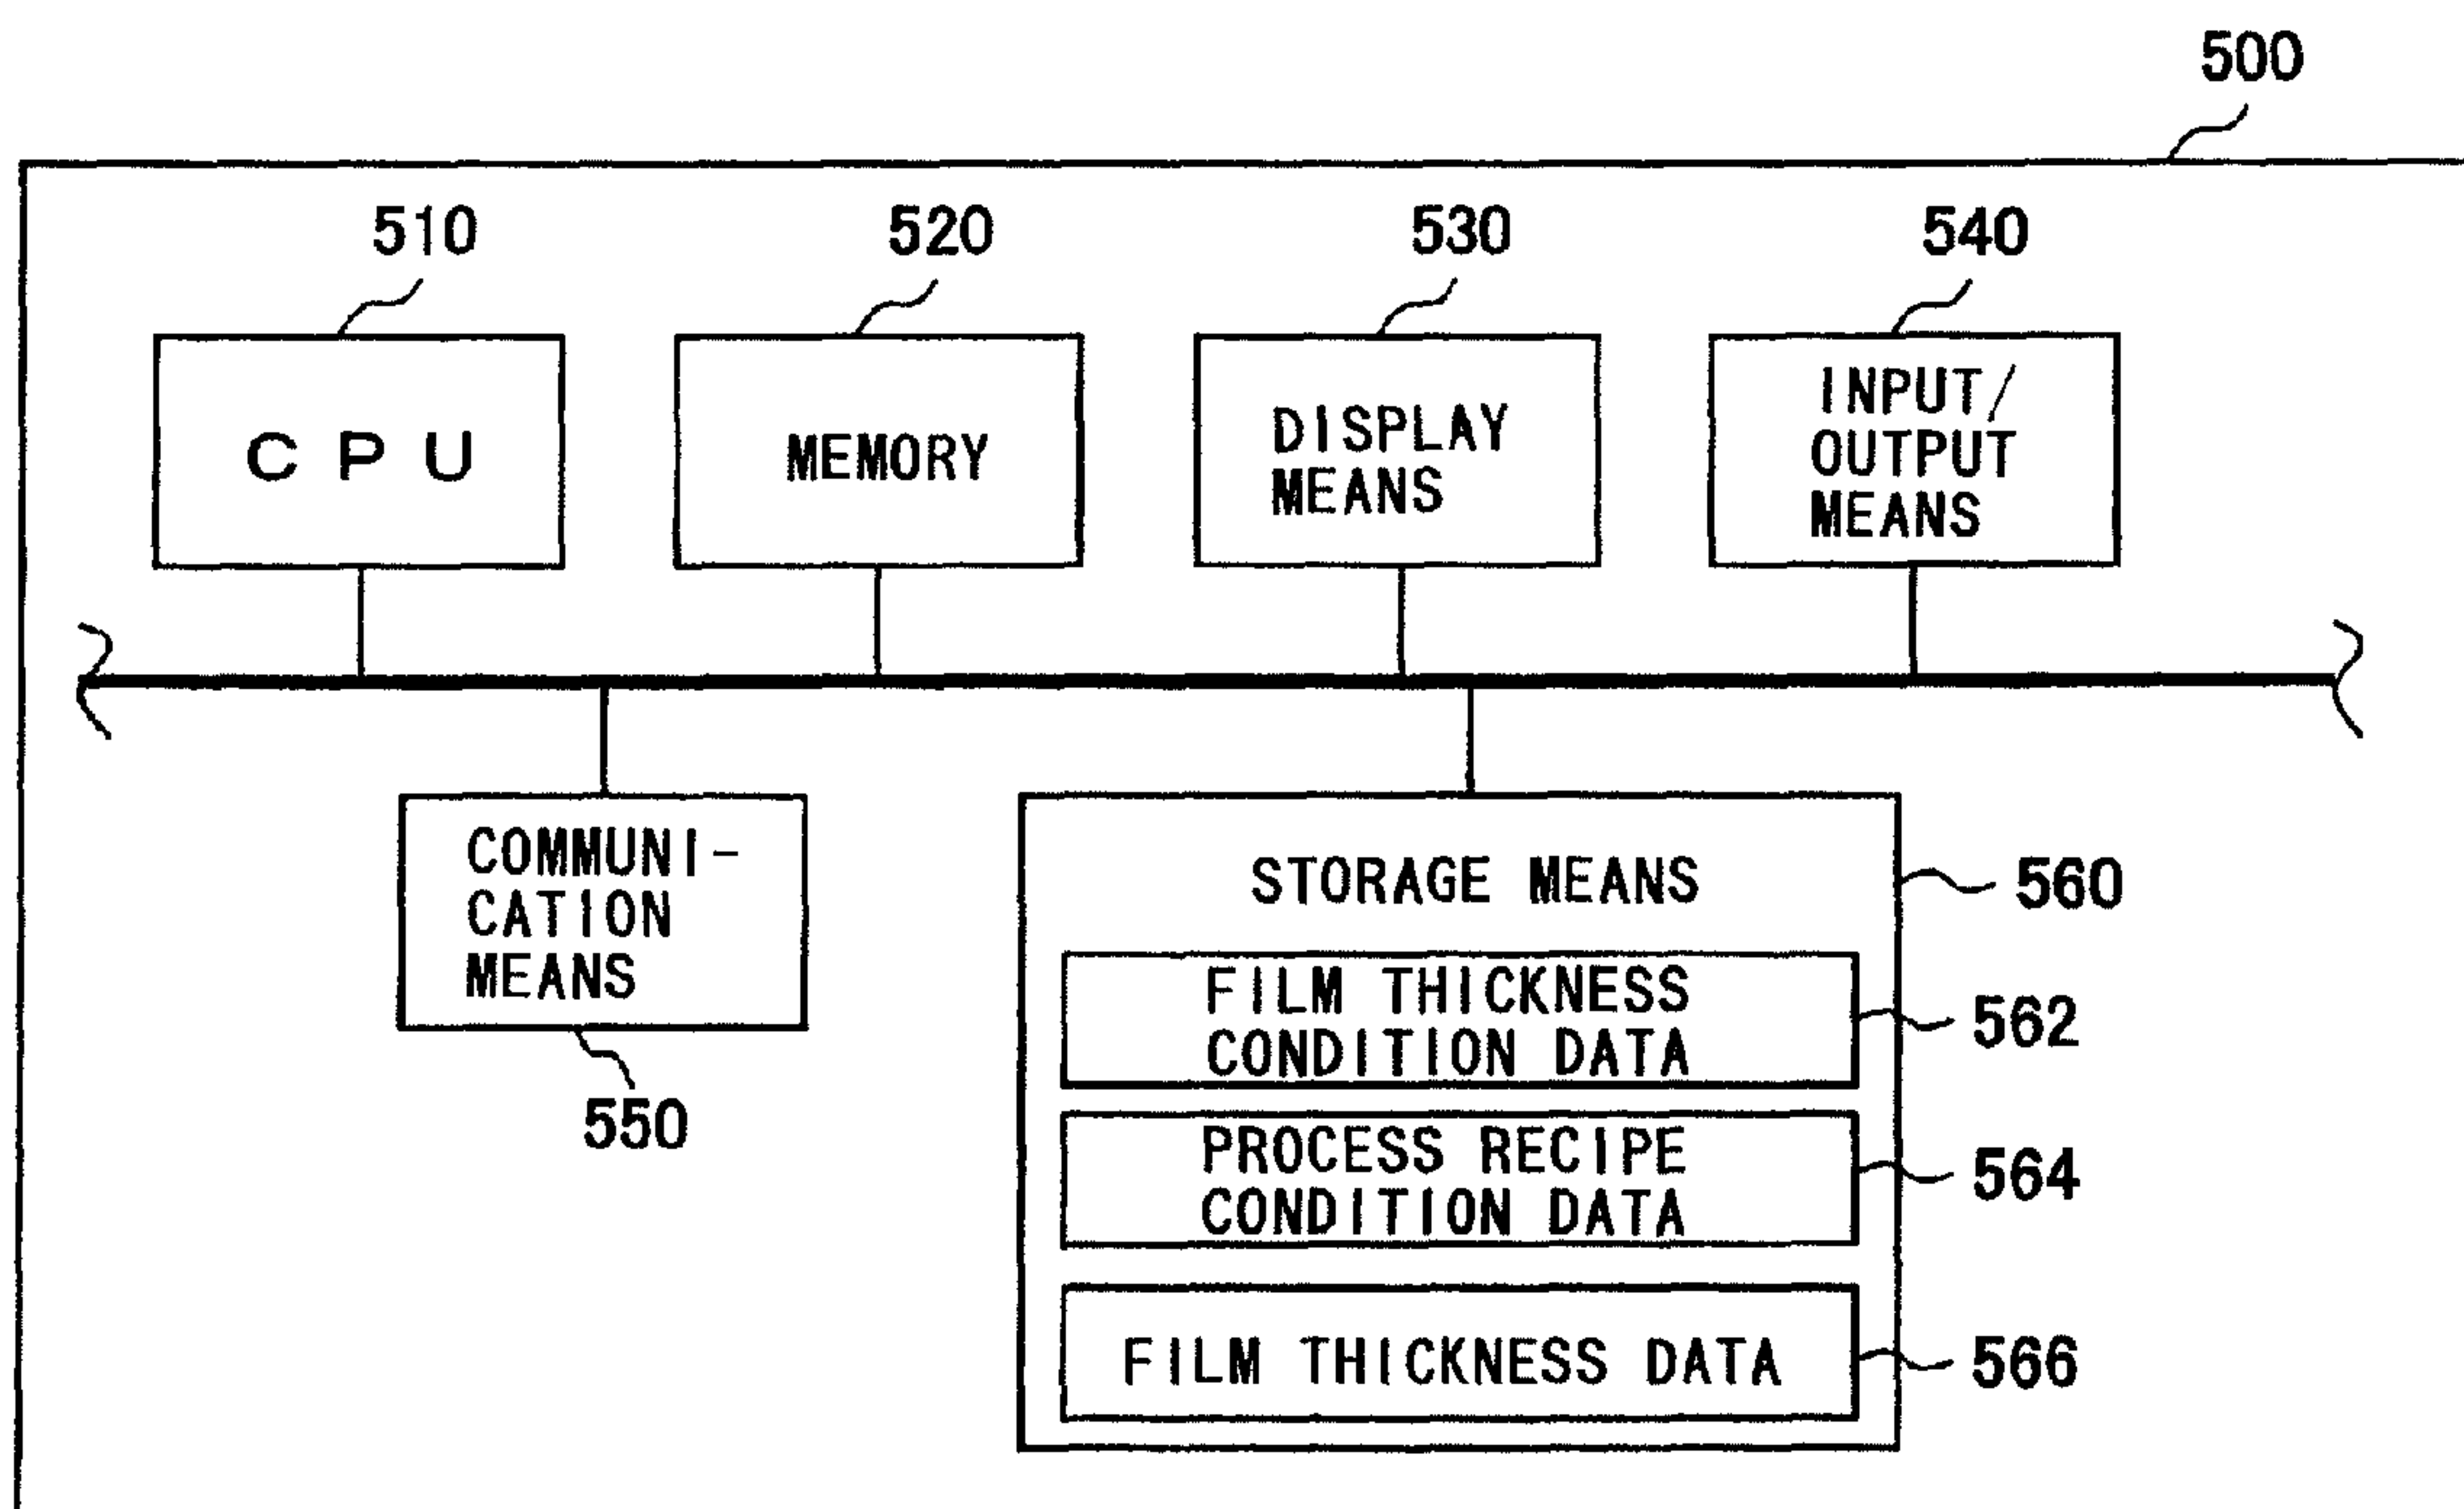 500
510
520
530
540
C P U
MEMORY
DISPLAY
MEANS
INPUT/
OUTPUT
MEANS
COMMUNI-
CATION
MEANS
550
STORAGE MEANS
560
FILM THICKNESS
CONDITION DATA
562
PROCESS RECIPE
CONDITION DATA
564
FILM THICKNESS DATA
566